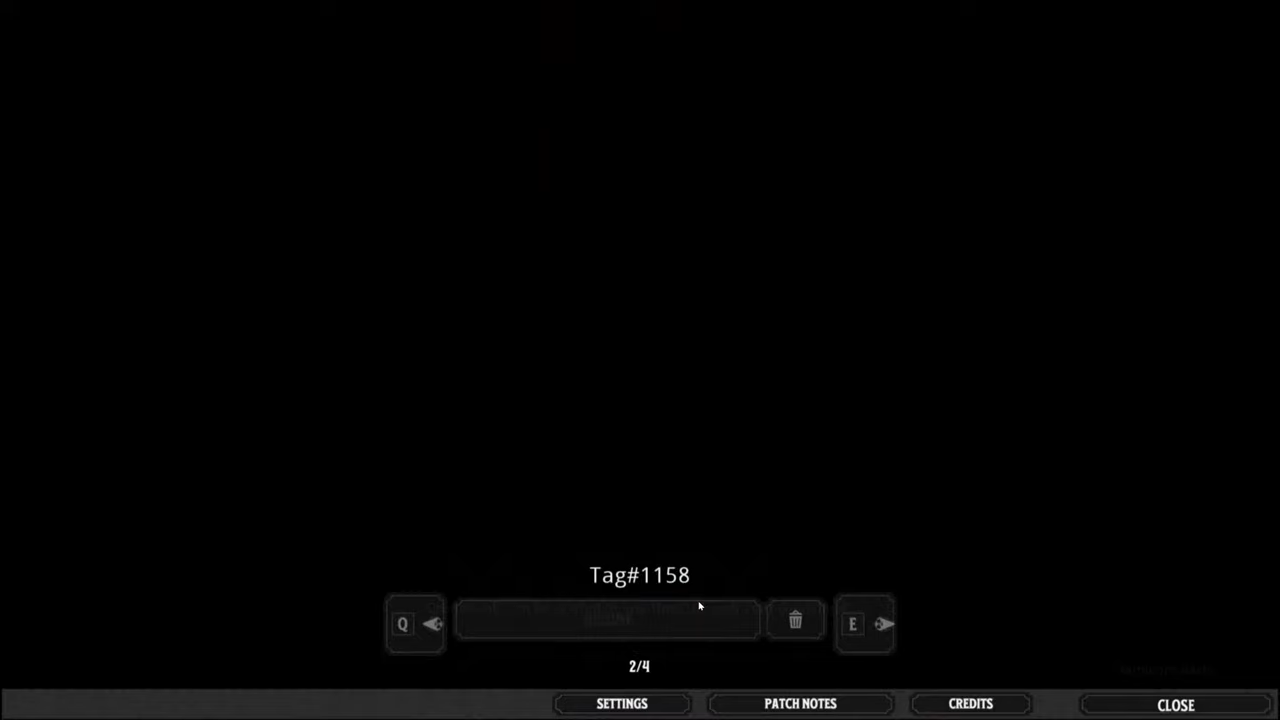 Tag#1158
Q
E
2/4
SETTINGS
PATCH NOTES
CREDITS
CLOSE